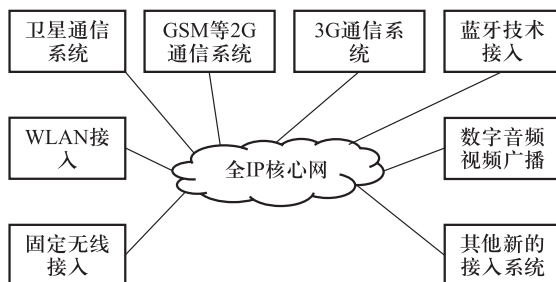 卫星通信
系统
GSM等2G
通信系统
3G通信系
统
蓝牙技术
接入
WLAN接
入
全IP核心网
数字音频
视频广播
固定无线
接入
其他新的
接入系统